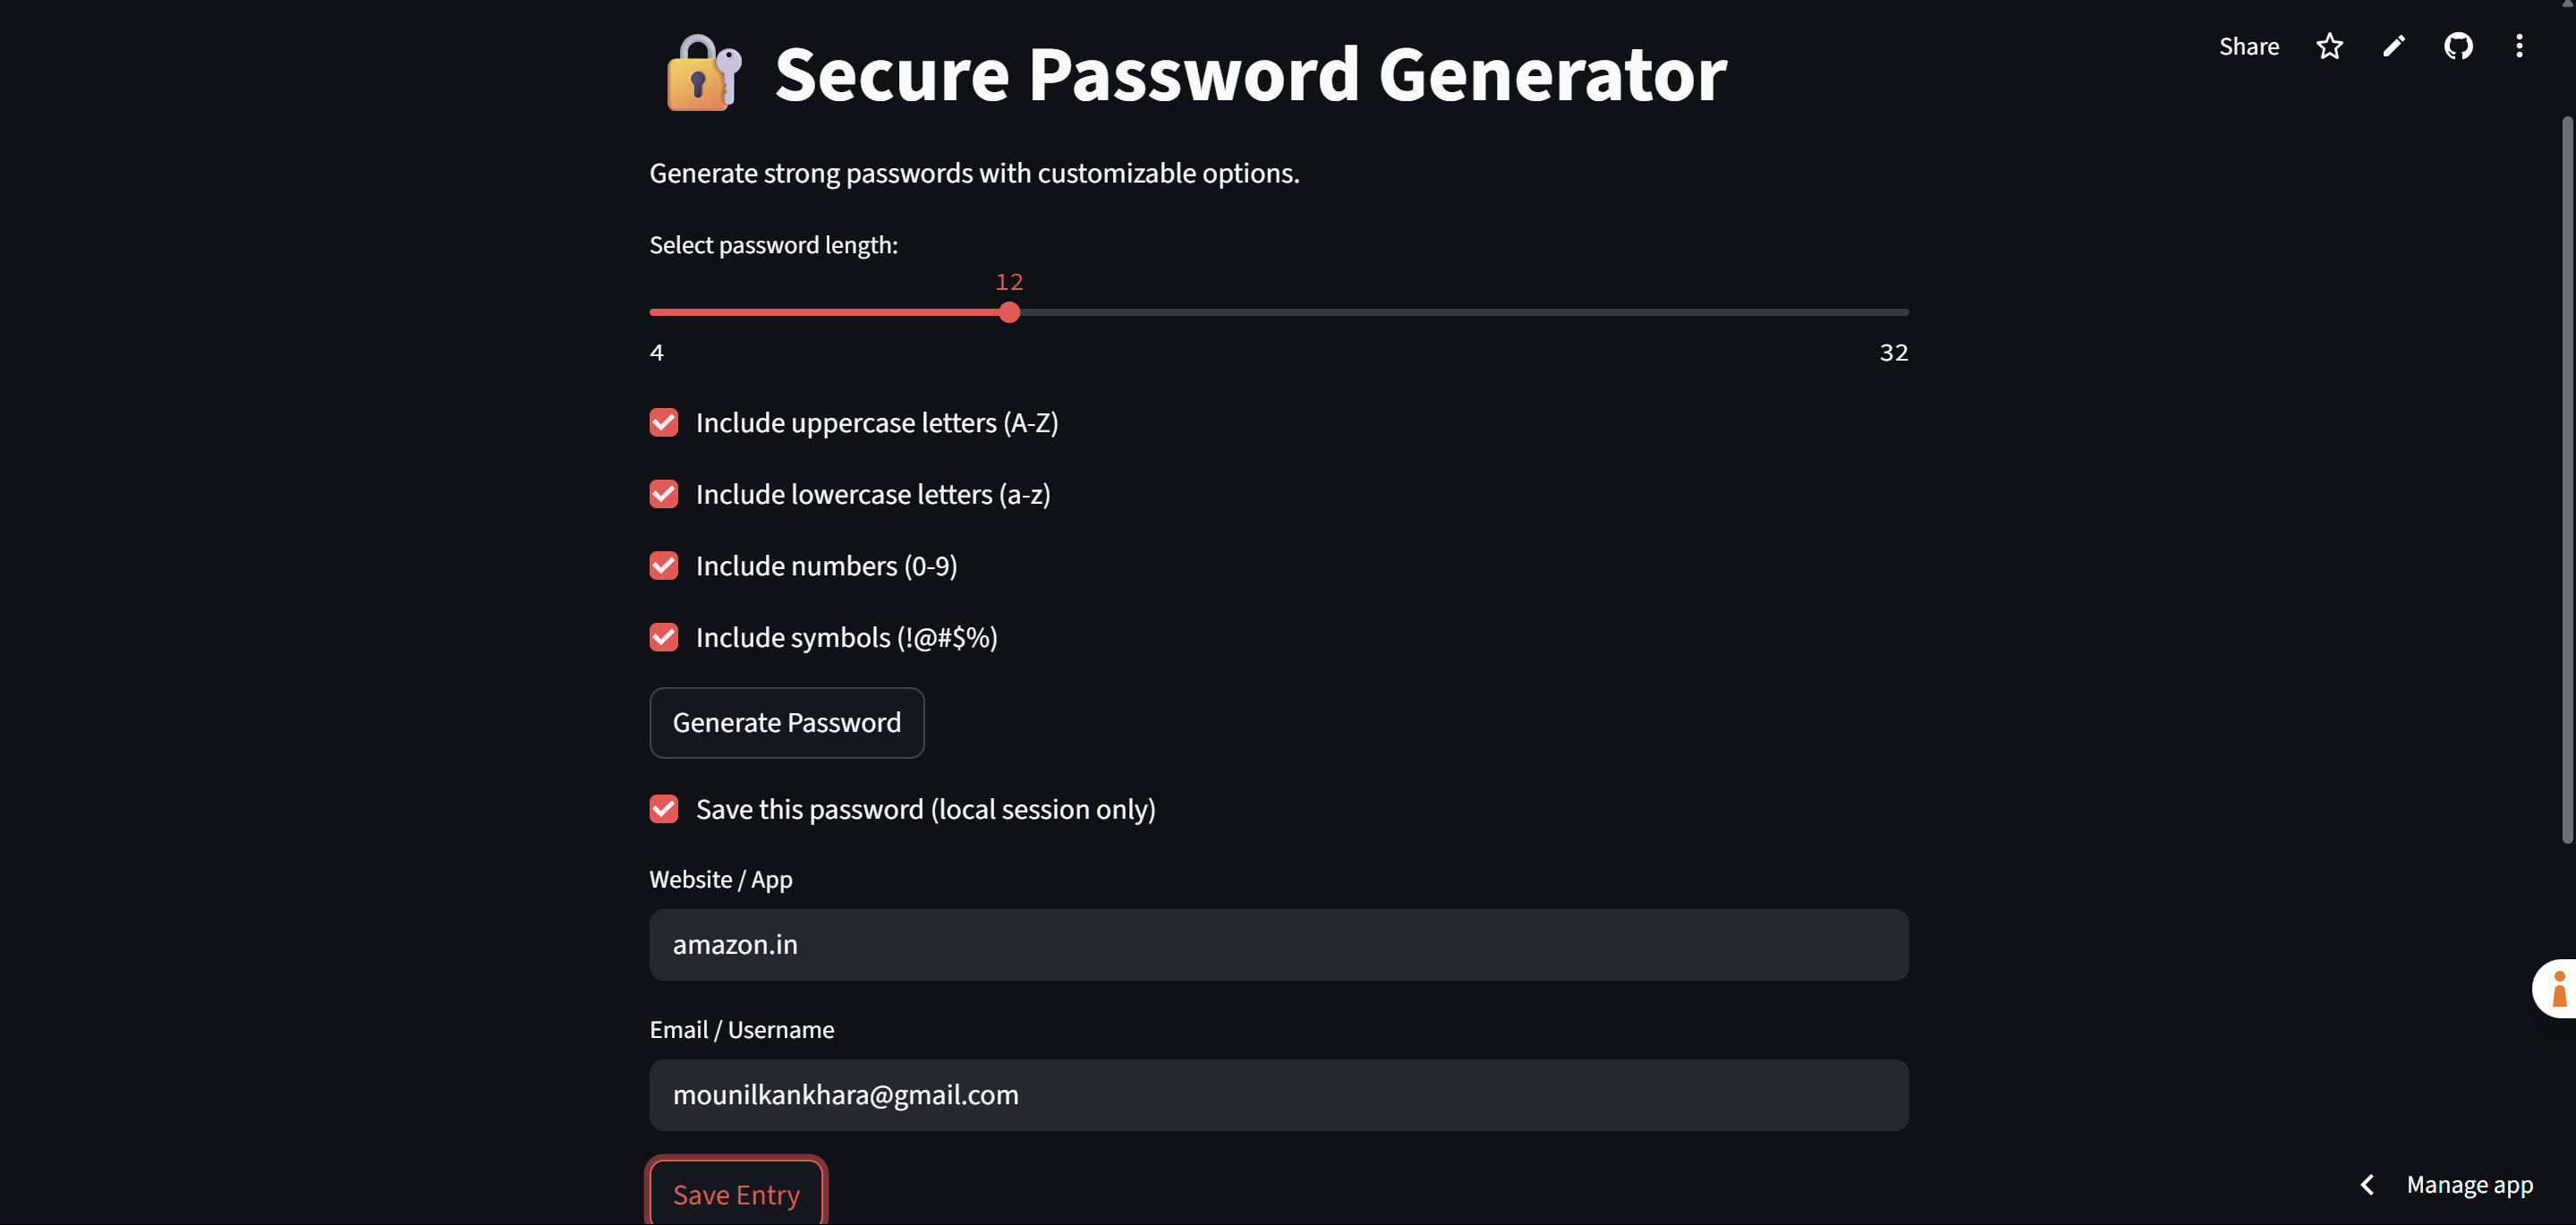 Share
Secure Password Generator
Generate strong passwords with customizable options.
Select password length:
12
4 32
Include uppercase letters (A-Z)
Include lowercase letters (a-z)
Include numbers (0-9)
Include symbols (!@#$%)
Generate Password
Save this password (local session only)
Website / App
amazon.in
Email / Username
mounilkankhara@gmail.com
Save Entry
Manage app